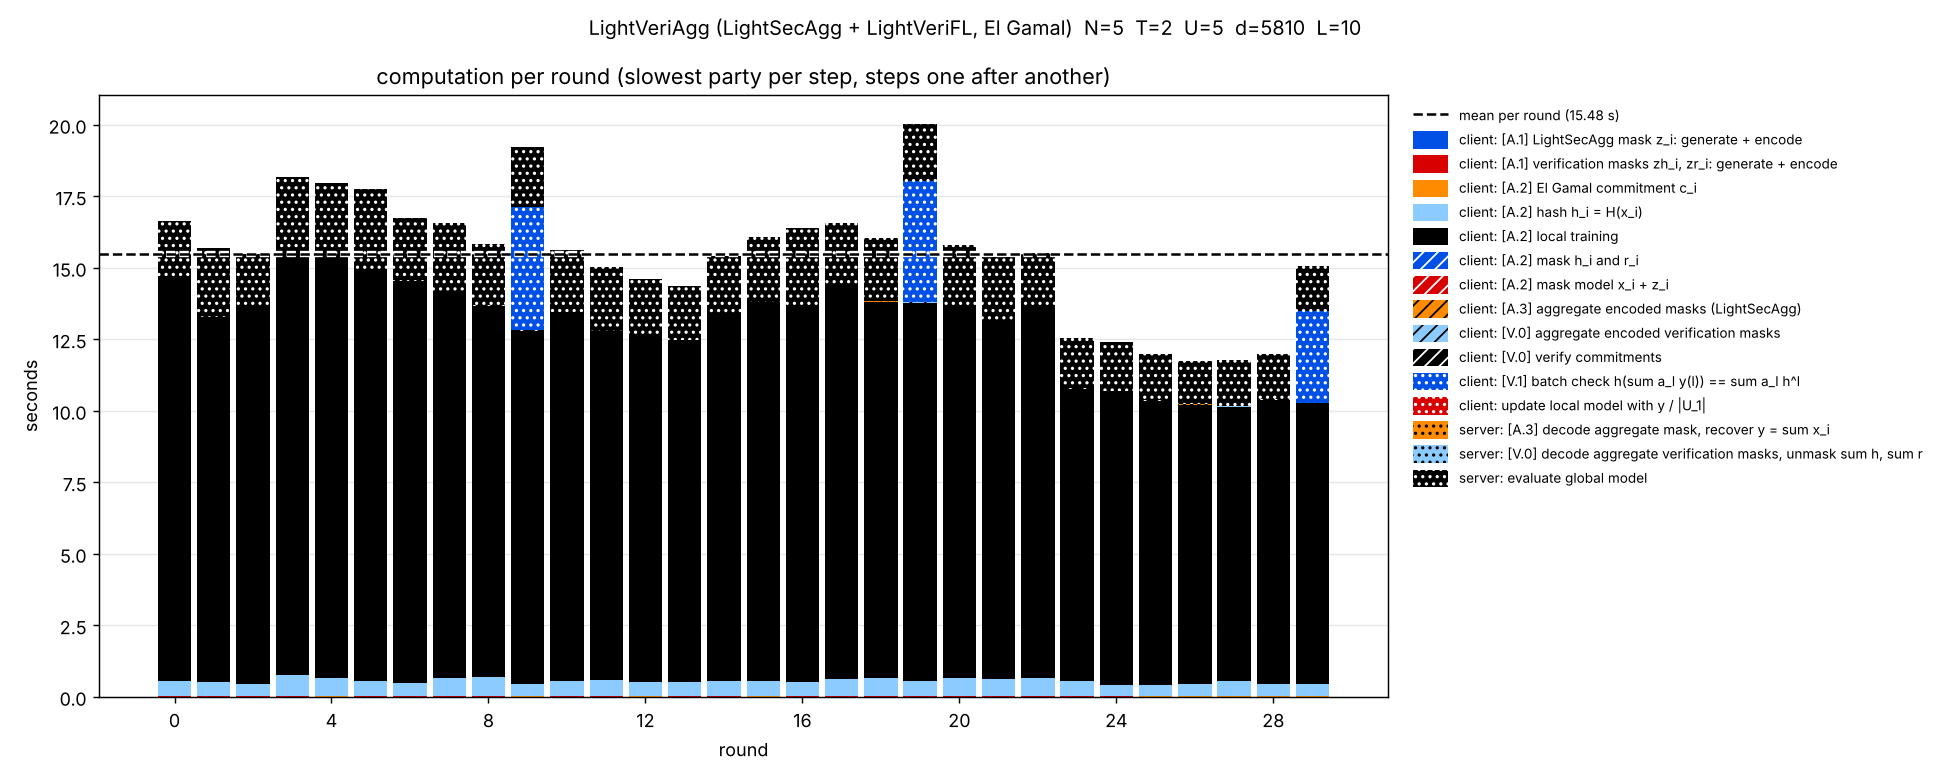 LightVeriAgg (LightSecAgg + LightVeriFL, El Gamal)  N=5  T=2  U=5  d=5810  L=10
computation per round (slowest party per step, steps one after another)
20.0
17.5
15.0
12.5
10.0
7.5
5.0
2.5
0.0
seconds
0
4
8
12
16
20
24
28
round
mean per round (15.48 s)
client: [A.1] LightSecAgg mask z_i: generate + encode
client: [A.1] verification masks zh_i, zr_i: generate + encode
client: [A.2] El Gamal commitment c_i
client: [A.2] hash h_i = H(x_i)
client: [A.2] local training
client: [A.2] mask h_i and r_i
client: [A.2] mask model x_i + z_i
client: [A.3] aggregate encoded masks (LightSecAgg)
client: [V.0] aggregate encoded verification masks
client: [V.0] verify commitments
client: [V.1] batch check h(sum a_l y(l)) == sum a_l h^l
client: update local model with y / |U_1|
server: [A.3] decode aggregate mask, recover y = sum x_i
server: [V.0] decode aggregate verification masks, unmask sum h, sum r
server: evaluate global model